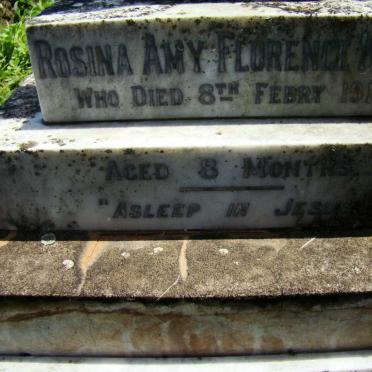 ROSINA AMY FLORENCE
WHO DIED 8TH FEBRY
AGED 8 MONTHS.
"ASLEEP IN JESUS